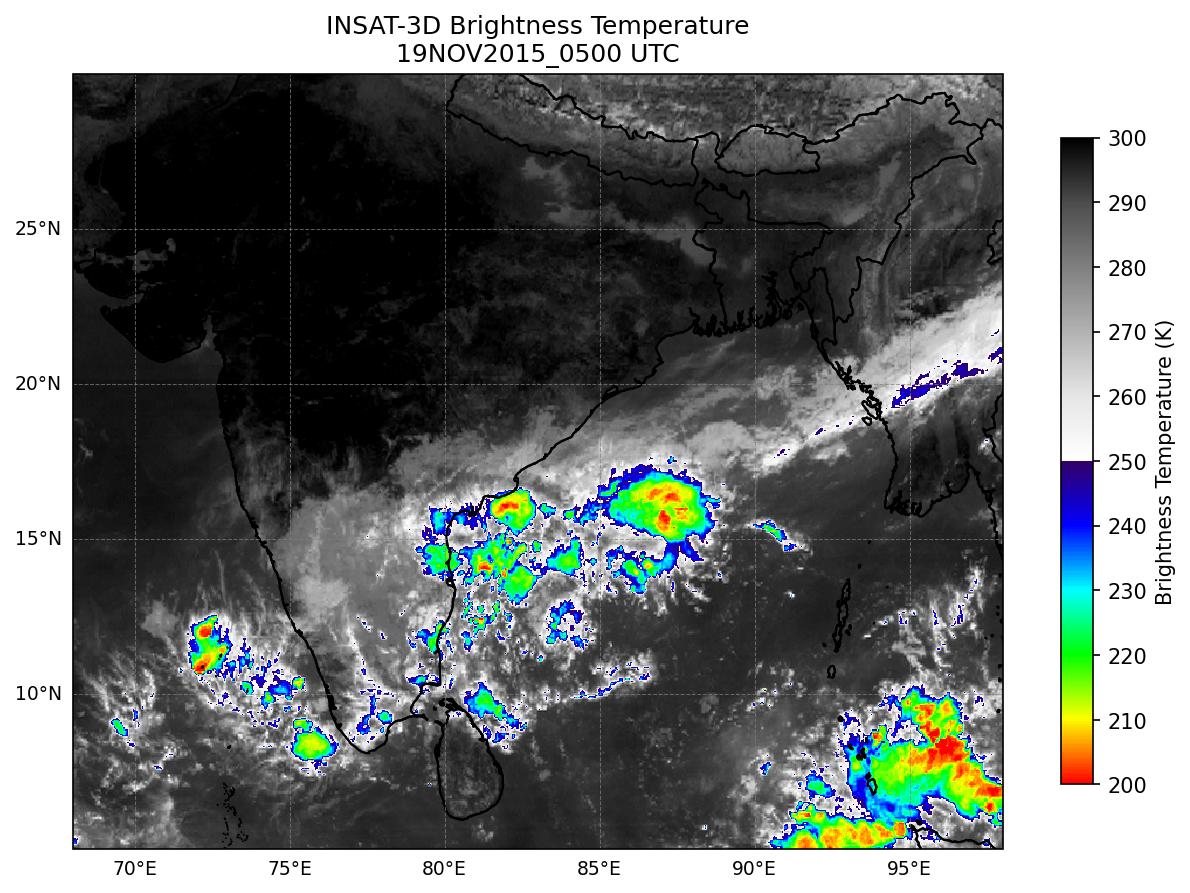 INSAT-3D Brightness Temperature
19NOV2015_0500 UTC
25°N
20°N
15°N
10°N
70°E
75°E
80°E
85°E
90°E
95°E
300
290
280
270
260
250
240
230
220
210
200
Brightness Temperature (K)